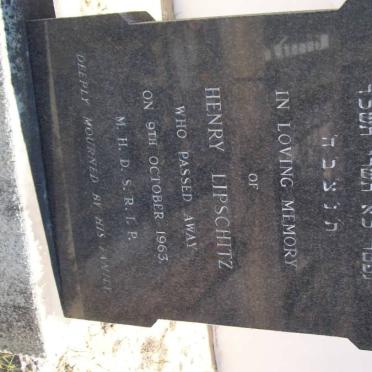 ת נ צ ב ה
IN LOVING MEMORY
OF
HENRY LIPSCHITZ
WHO PASSED AWAY
ON 9TH OCTOBER 1963.
M. H. D. S. R. I. P.
DEEPLY MOURNED BY HIS FAMILY